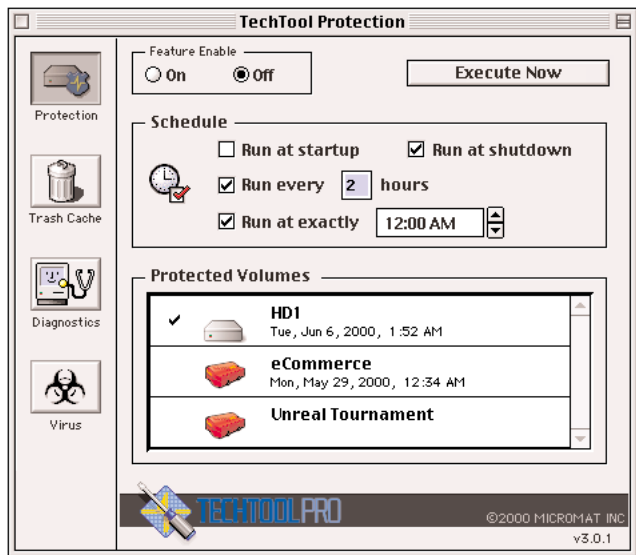 TechTool Protection
Protection
Trash Cache
Diagnostics
Virus
Feature Enable
On Off
Execute Now
Schedule
Run at startup Run at shutdown
Run every 2 hours
Run at exactly 12:00 AM
Protected Volumes
HD1
Tue, Jun 6, 2000, 1:52 AM
eCommerce
Mon, May 29, 2000, 12:34 AM
Unreal Tournament
TECHTOOL PRO
©2000 MICROMAT INC
v3.0.1